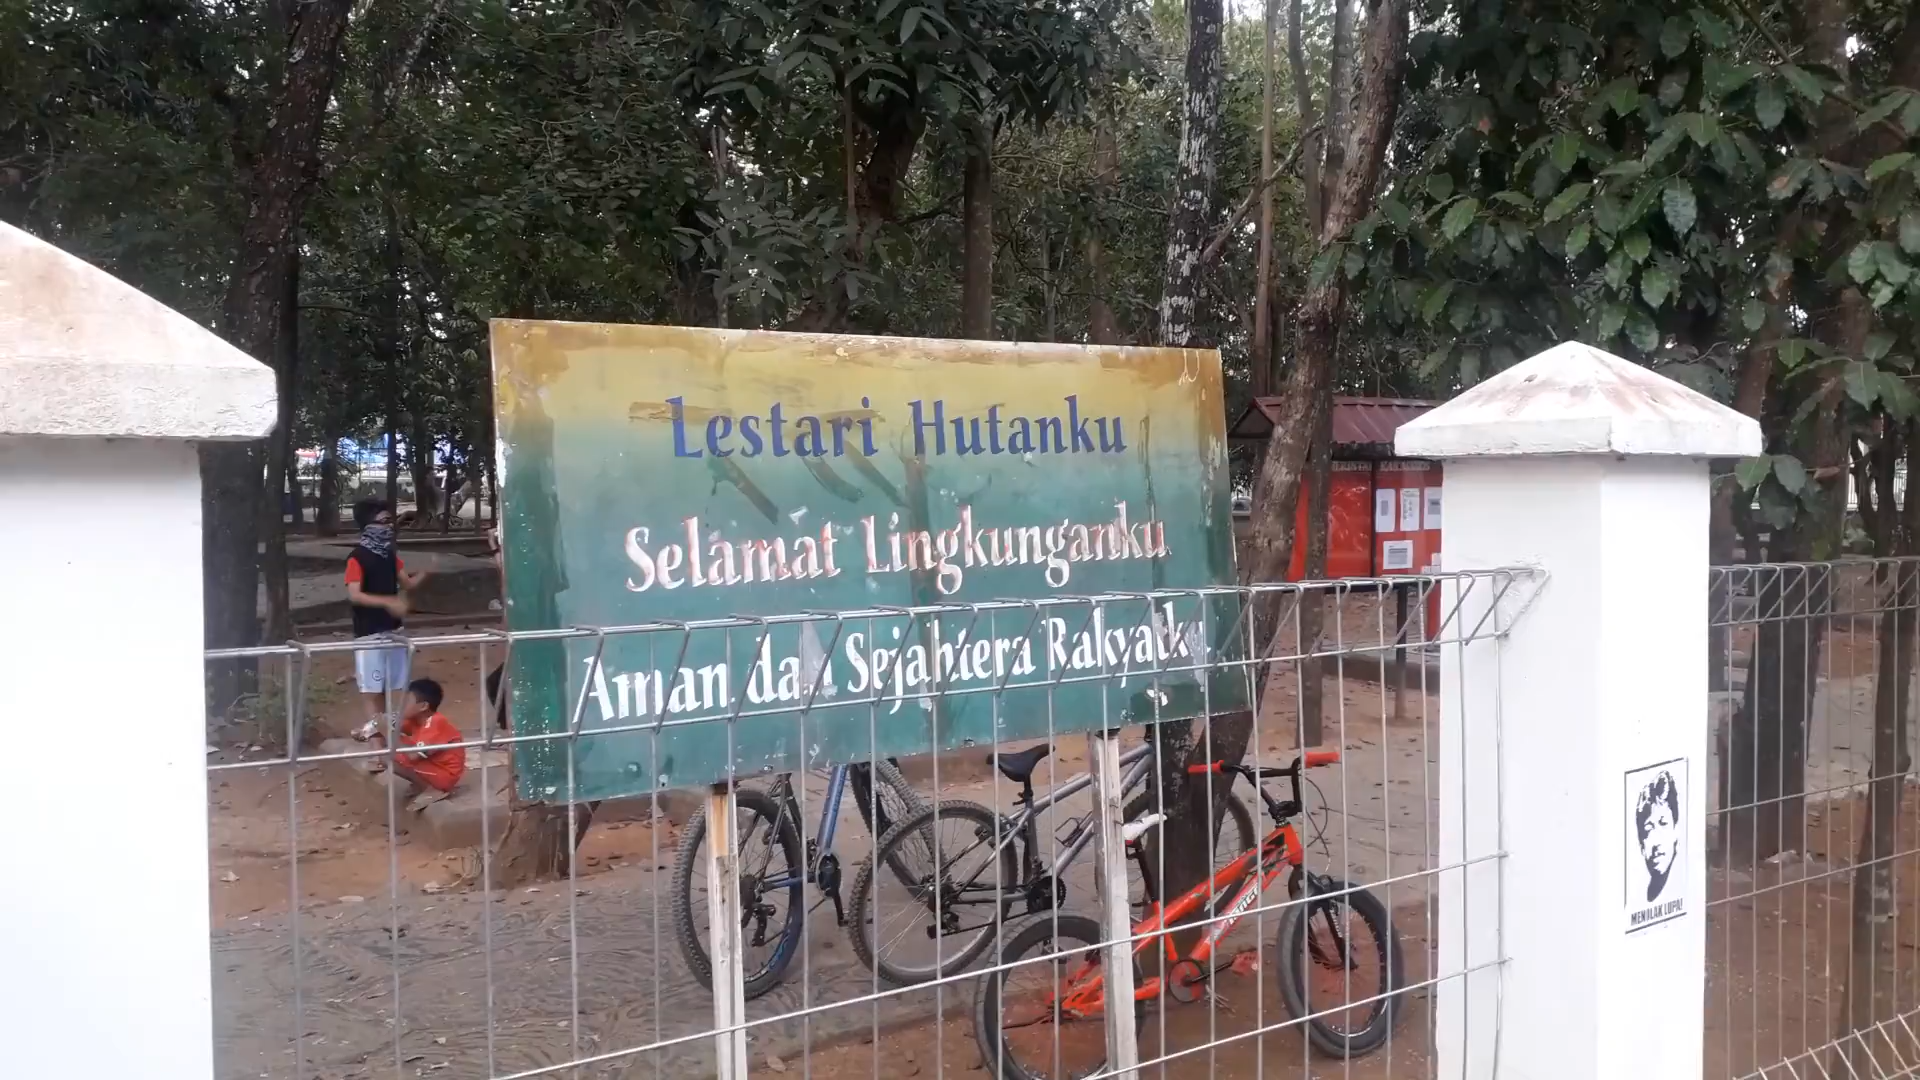 Lestari Hutanku
Selamat Lingkunganku
Aman dan Sejahtera Rakyatku
MENOLAK LUPA!